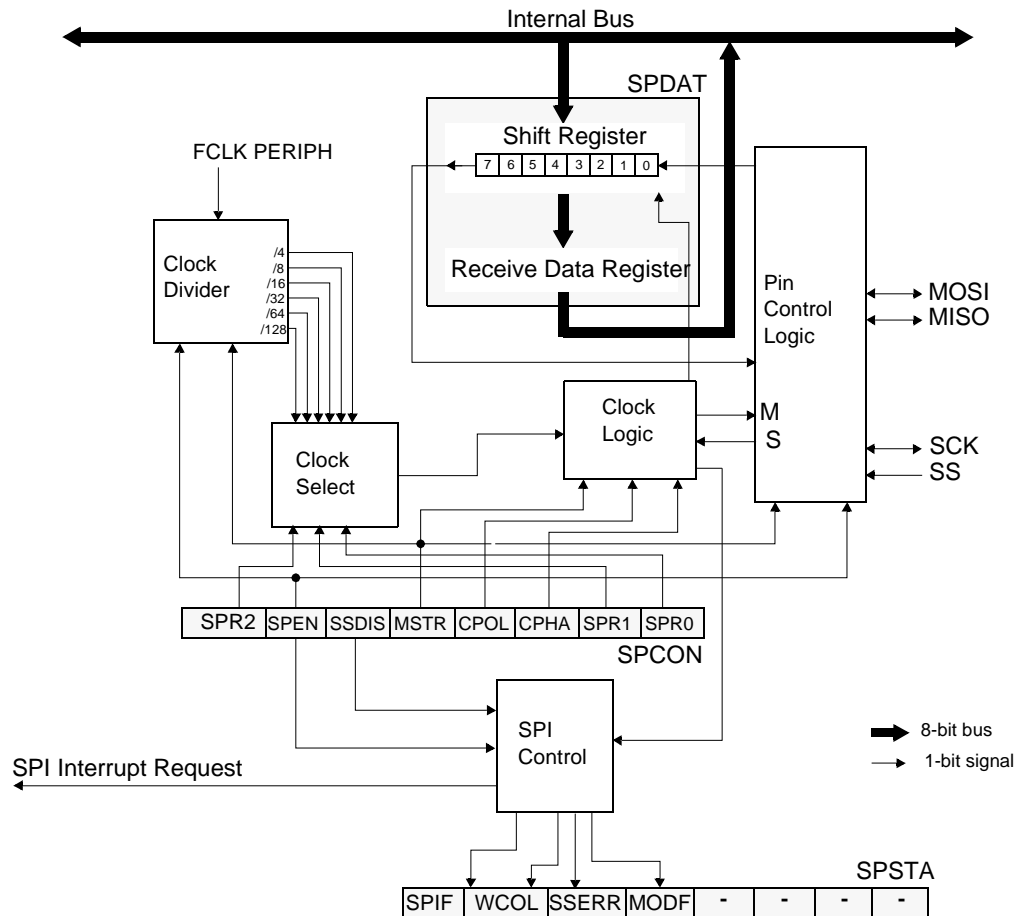 Internal Bus
SPDAT
Shift Register
7 6 5 4 3 2 1 0
FCLK PERIPH
Clock
Divider
/4
/8
/16
/32
/64
/128
Receive Data Register
Pin
Control
Logic
MOSI
MISO
Clock
Logic
M
S
SCK
SS
Clock
Select
SPR2 SPEN SSDIS MSTR CPOL CPHA SPR1 SPR0
SPCON
SPI
Control
8-bit bus
1-bit signal
SPI Interrupt Request
SPSTA
SPIF WCOL SSERR MODF - - - -